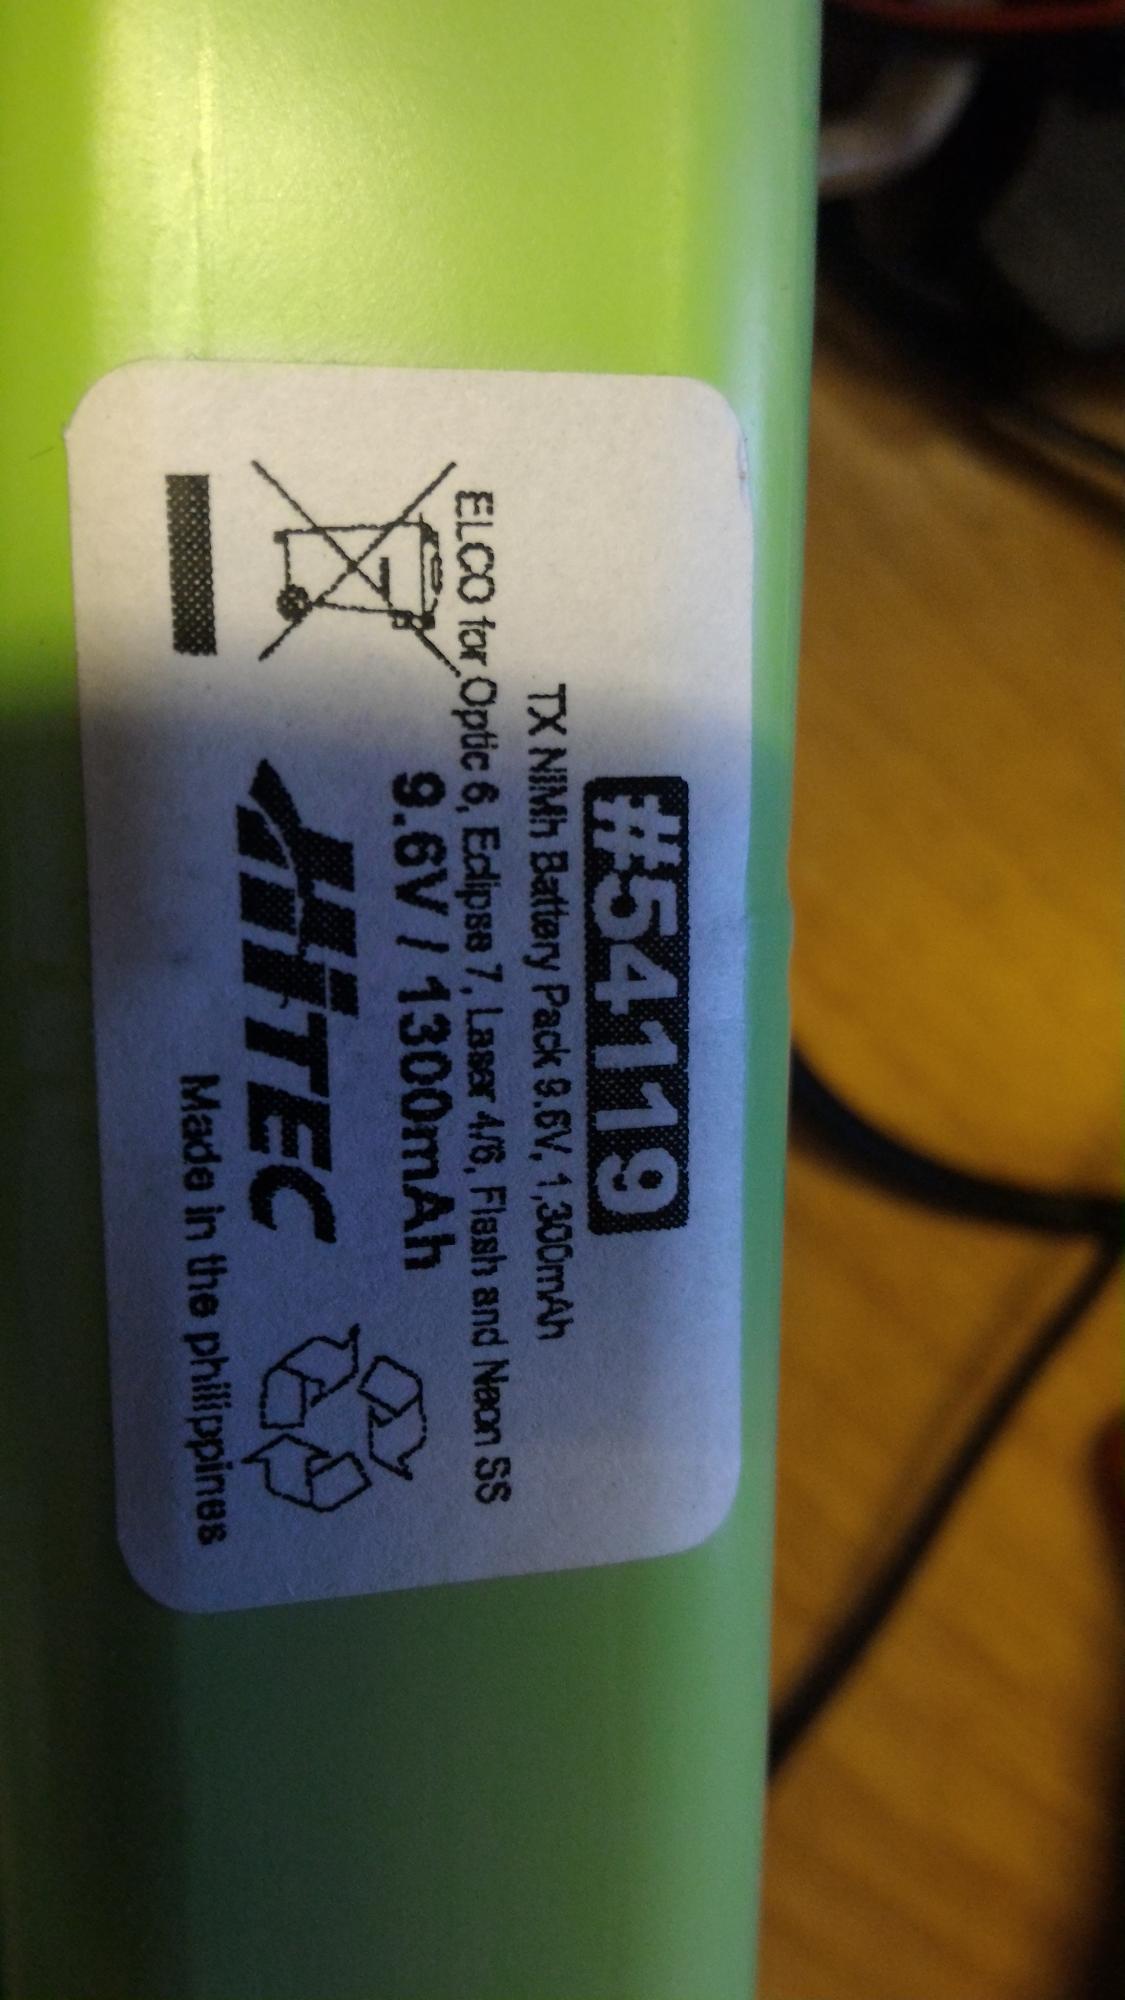 #54119
TX NiMh Battery Pack 9.6V, 1,300mAh
ELCO for Optic 6, Eclipse 7, Laser 4/6, Flash and Neon SS
9.6V / 1300mAh
HiTEC
Made in the philippines